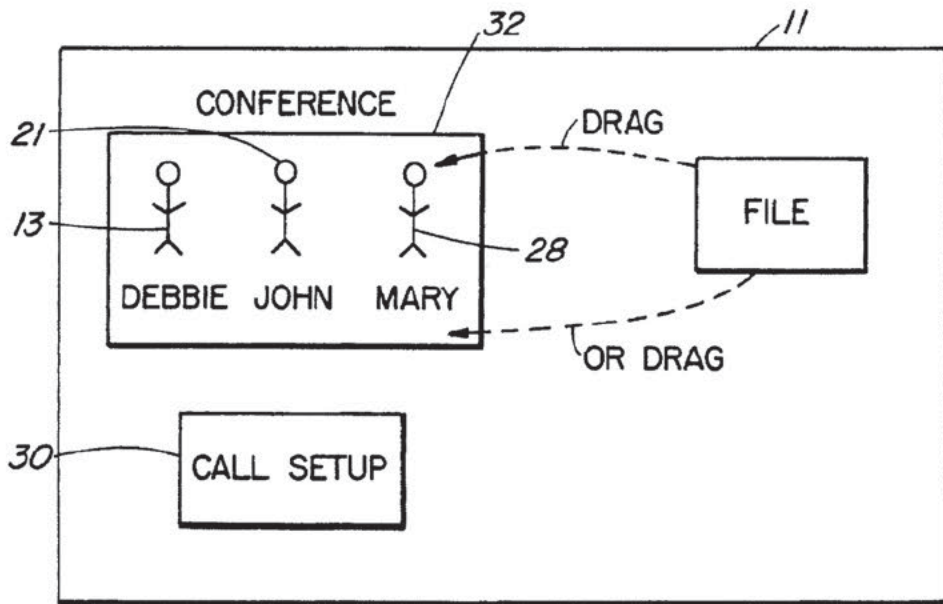 32
11
CONFERENCE
21
DRAG
FILE
13
28
DEBBIE JOHN MARY
OR DRAG
30
CALL SETUP